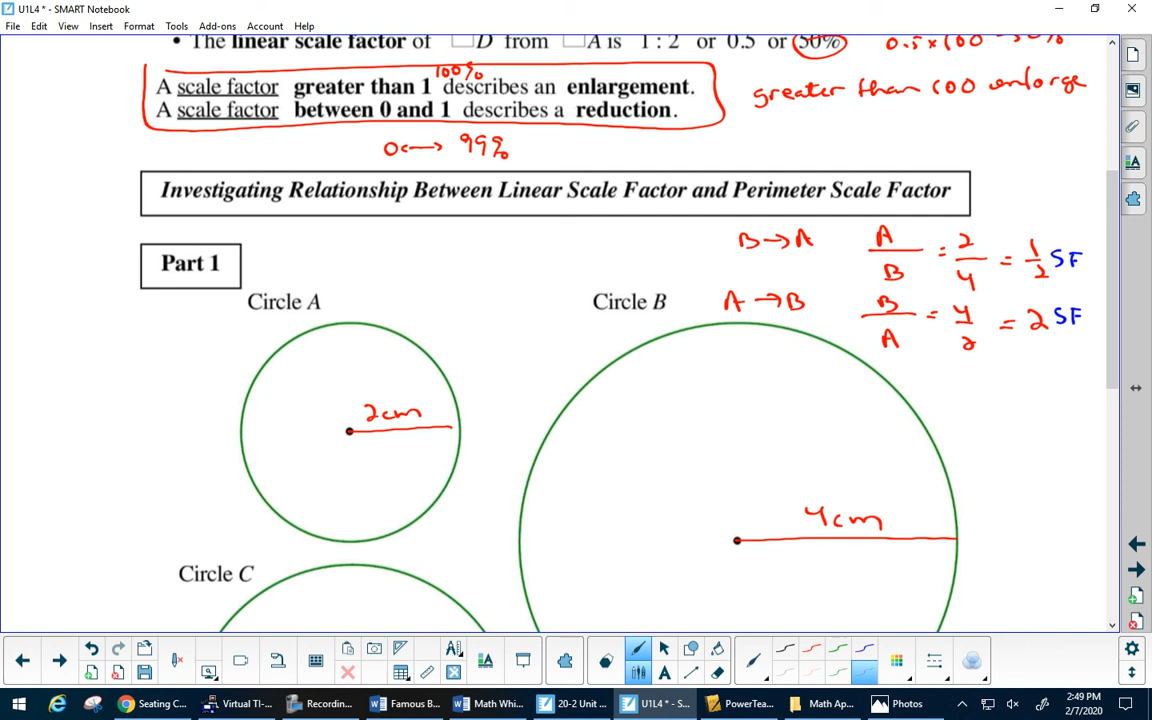 U1L4 * - SMART Notebook
File Edit View Insert Format Tools Add-ons Account Help
• The linear scale factor of □D from □A is 1 : 2 or 0.5 or 50% 0.5 x 100 = 50%
100%
A scale factor greater than 1 describes an enlargement.
greater than 100 enlarge
A scale factor between 0 and 1 describes a reduction.
0 <-> 99%
Investigating Relationship Between Linear Scale Factor and Perimeter Scale Factor
B → A A/B = 2/4 = 1/2 SF
Part 1
Circle A
Circle B
A → B B/A = 4/2 = 2 SF
2cm
4cm
Circle C
Seating C...
Virtual TI-...
Recordin...
Famous B...
Math Whi...
20-2 Unit ...
U1L4 * - S...
PowerTea...
Math Ap...
Photos
2:49 PM
2/7/2020